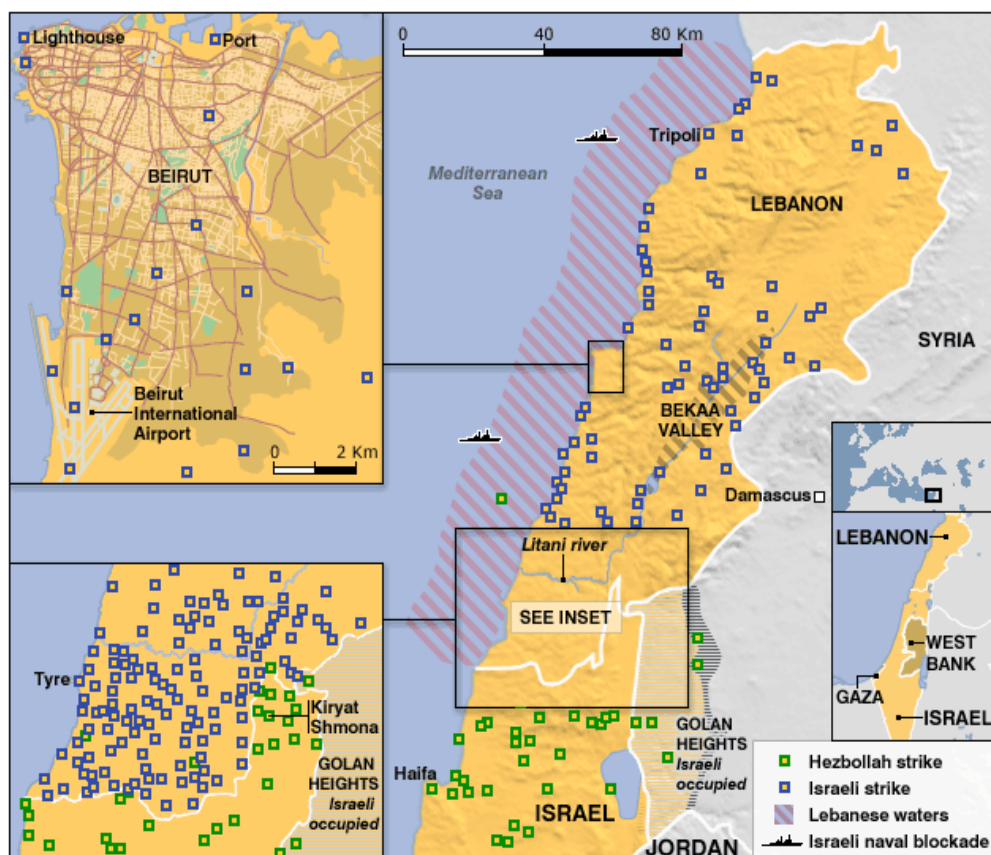 Lighthouse
Port
BEIRUT
Beirut
International
Airport
0 2 Km
0 40 80 Km
Mediterranean
Sea
Tripoli
LEBANON
SYRIA
BEKAA
VALLEY
Damascus
Litani river
SEE INSET
Tyre
Kiryat
Shmona
GOLAN
HEIGHTS
Israeli
occupied
Haifa
ISRAEL
GOLAN
HEIGHTS
Israeli
occupied
JORDAN
LEBANON
WEST
BANK
GAZA
ISRAEL
Hezbollah strike
Israeli strike
Lebanese waters
Israeli naval blockade